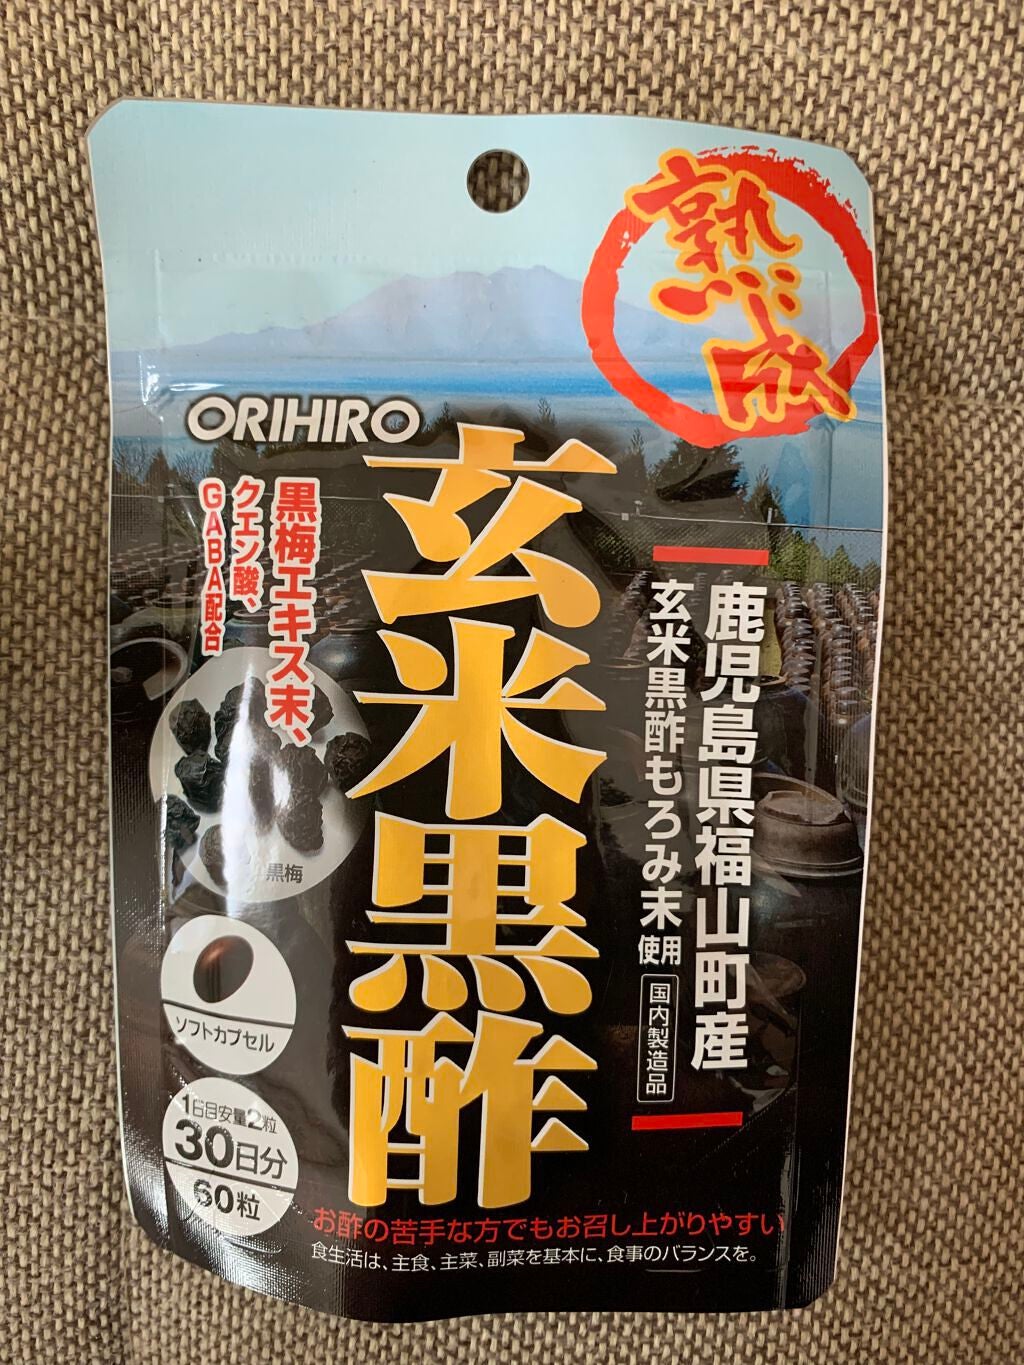 熟成
ORIHIRO
玄米黒酢
鹿児島県福山町産
玄米黒酢もろみ末使用
国内製造品
黒梅エキス末、
クエン酸、
GABA配合
黒梅
ソフトカプセル
1日目安量2粒
30日分
60粒
お酢の苦手な方でもお召し上がりやすい
食生活は、主食、主菜、副菜を基本に、食事のバランスを。